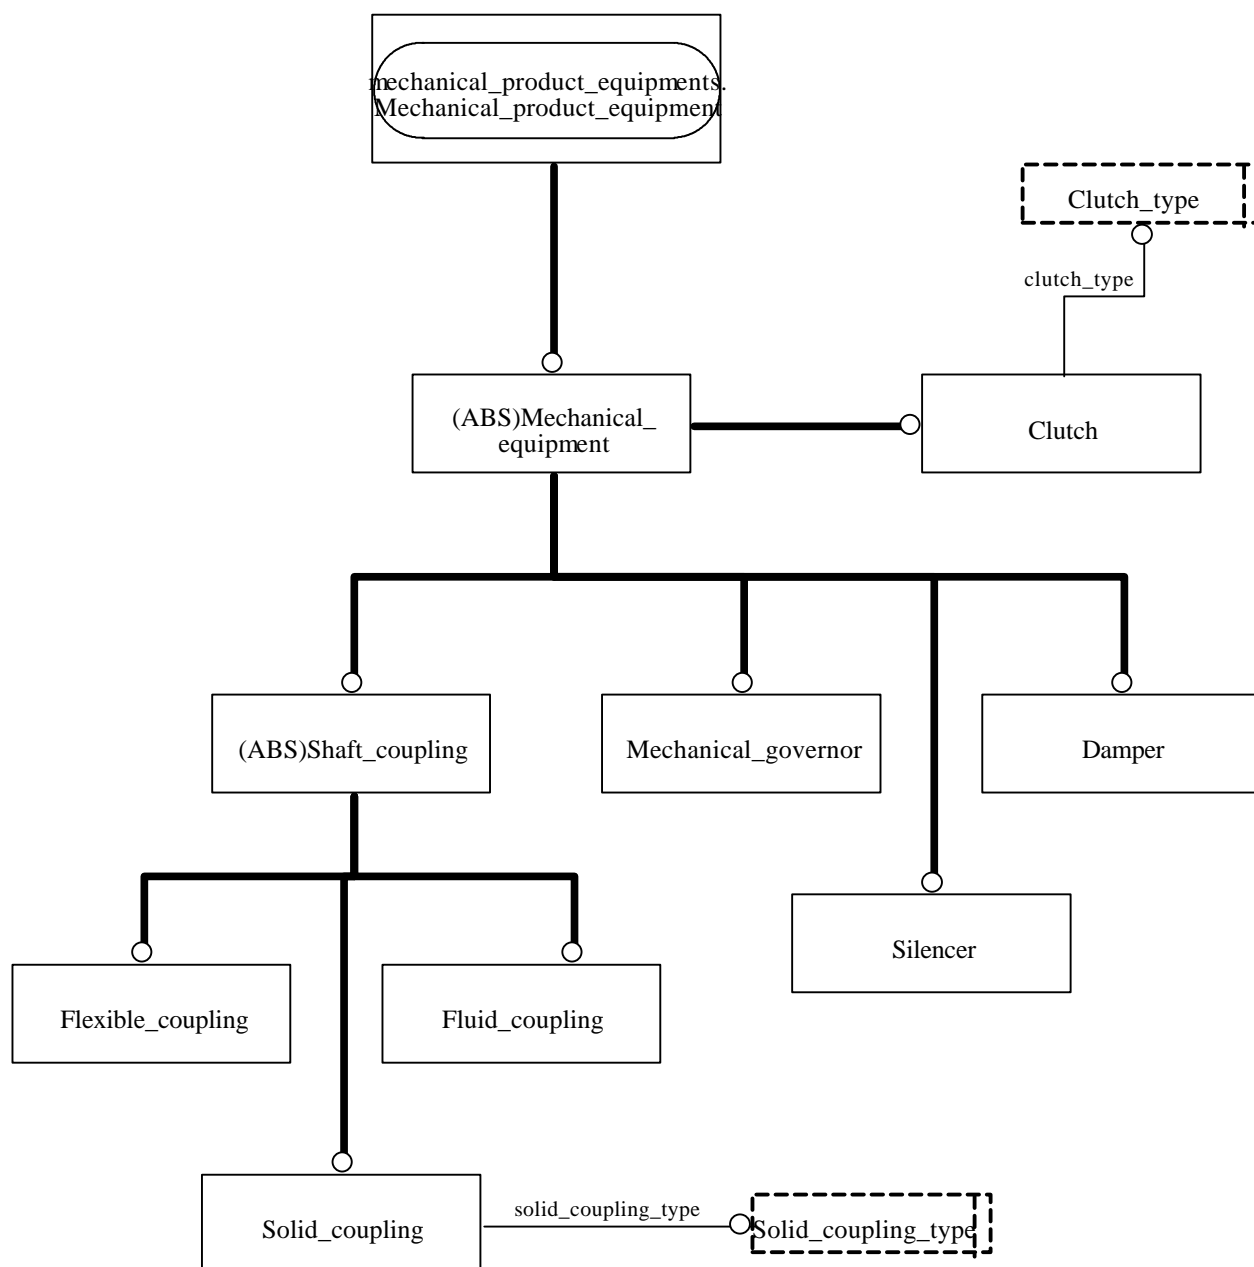 mechanical_product_equipments.
Mechanical_product_equipment
Clutch_type
clutch_type
(ABS)Mechanical_
equipment
Clutch
(ABS)Shaft_coupling
Mechanical_governor
Damper
Silencer
Flexible_coupling
Fluid_coupling
solid_coupling_type
Solid_coupling
Solid_coupling_type